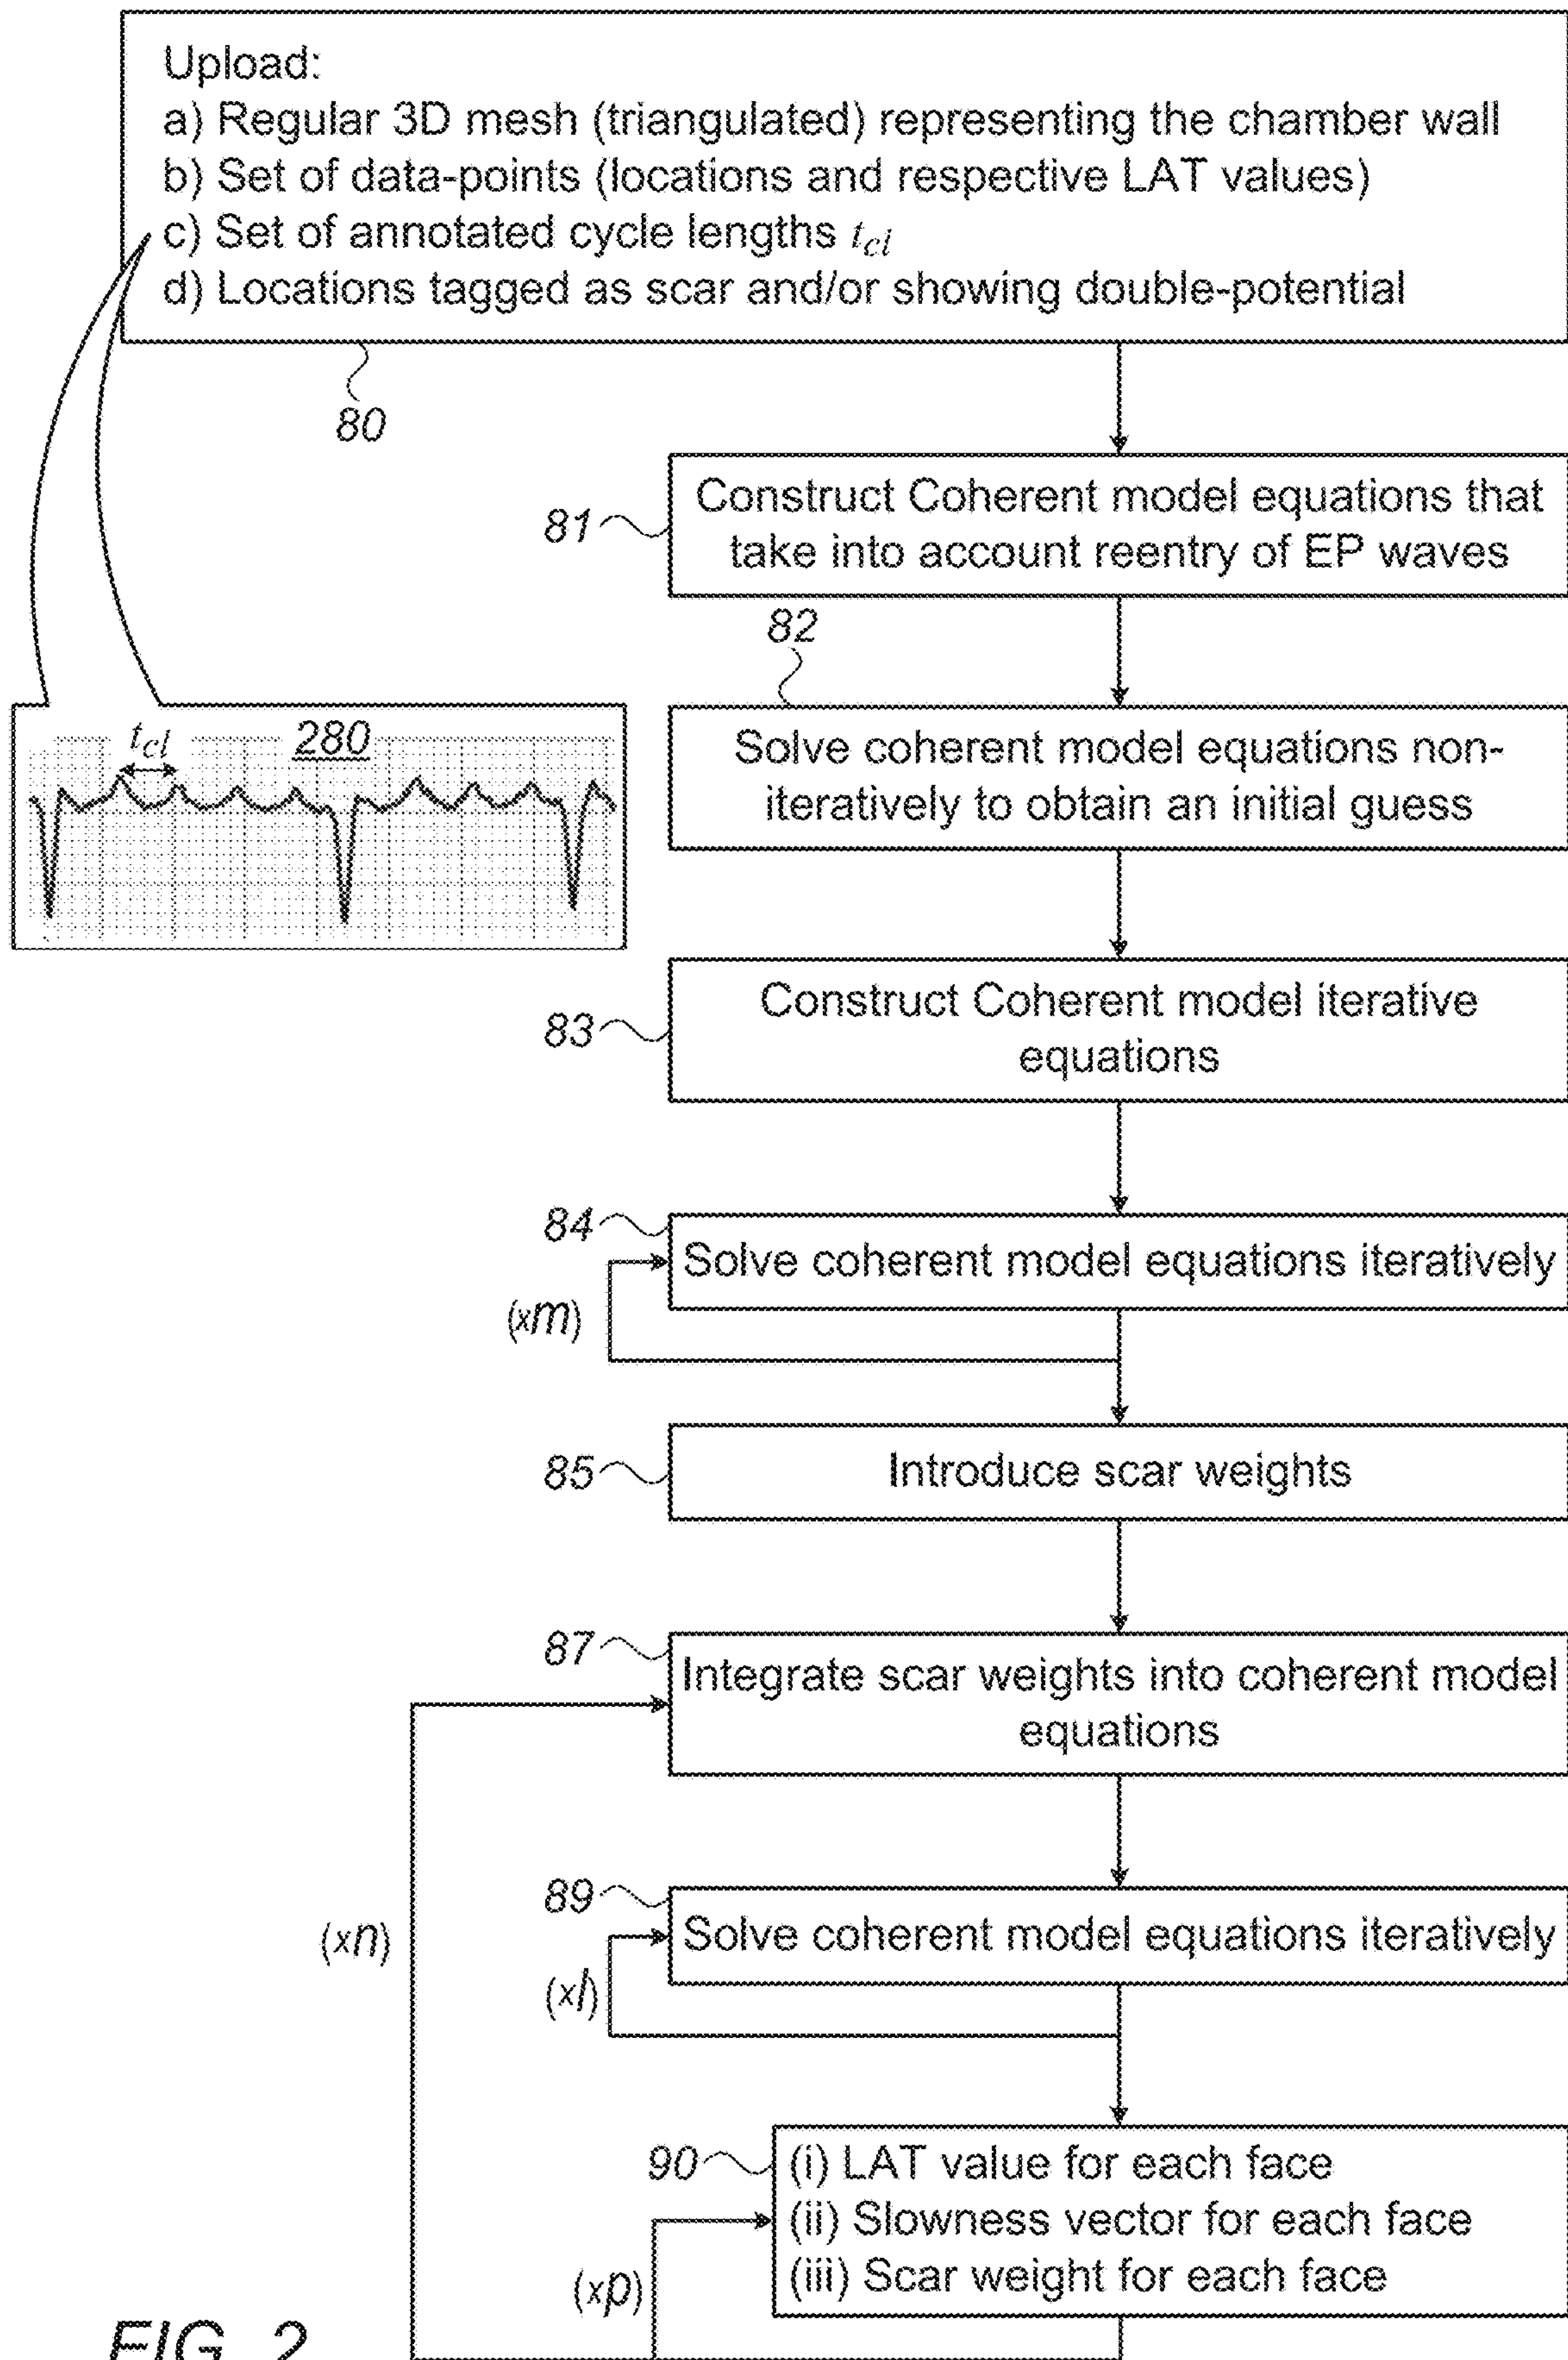 Upload:
a) Regular 3D mesh (triangulated) representing the chamber wall
b) Set of data-points (locations and respective LAT values)
c) Set of annotated cycle lengths tcl
d) Locations tagged as scar and/or showing double-potential
80
81
Construct Coherent model equations that
take into account reentry of EP waves
82
tcl
280
Solve coherent model equations non-
iteratively to obtain an initial guess
83
Construct Coherent model iterative
equations
84
Solve coherent model equations iteratively
(xm)
85
Introduce scar weights
87
Integrate scar weights into coherent model
equations
89
Solve coherent model equations iteratively
(xn)
(xl)
90
(i) LAT value for each face
(ii) Slowness vector for each face
(iii) Scar weight for each face
(xp)
FIG. 2